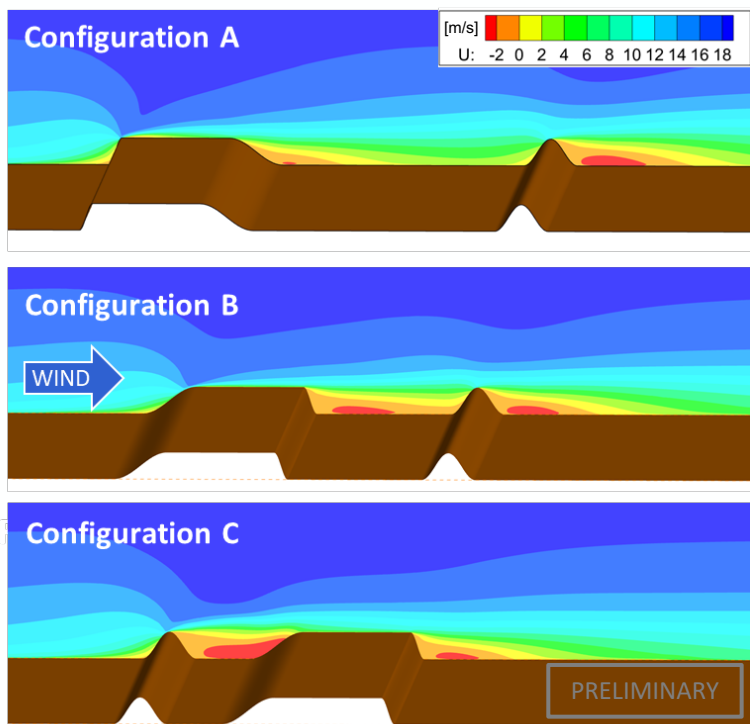 Configuration A
[m/s]
U: -2 0 2 4 6 8 10 12 14 16 18
Configuration B
WIND
Configuration C
PRELIMINARY